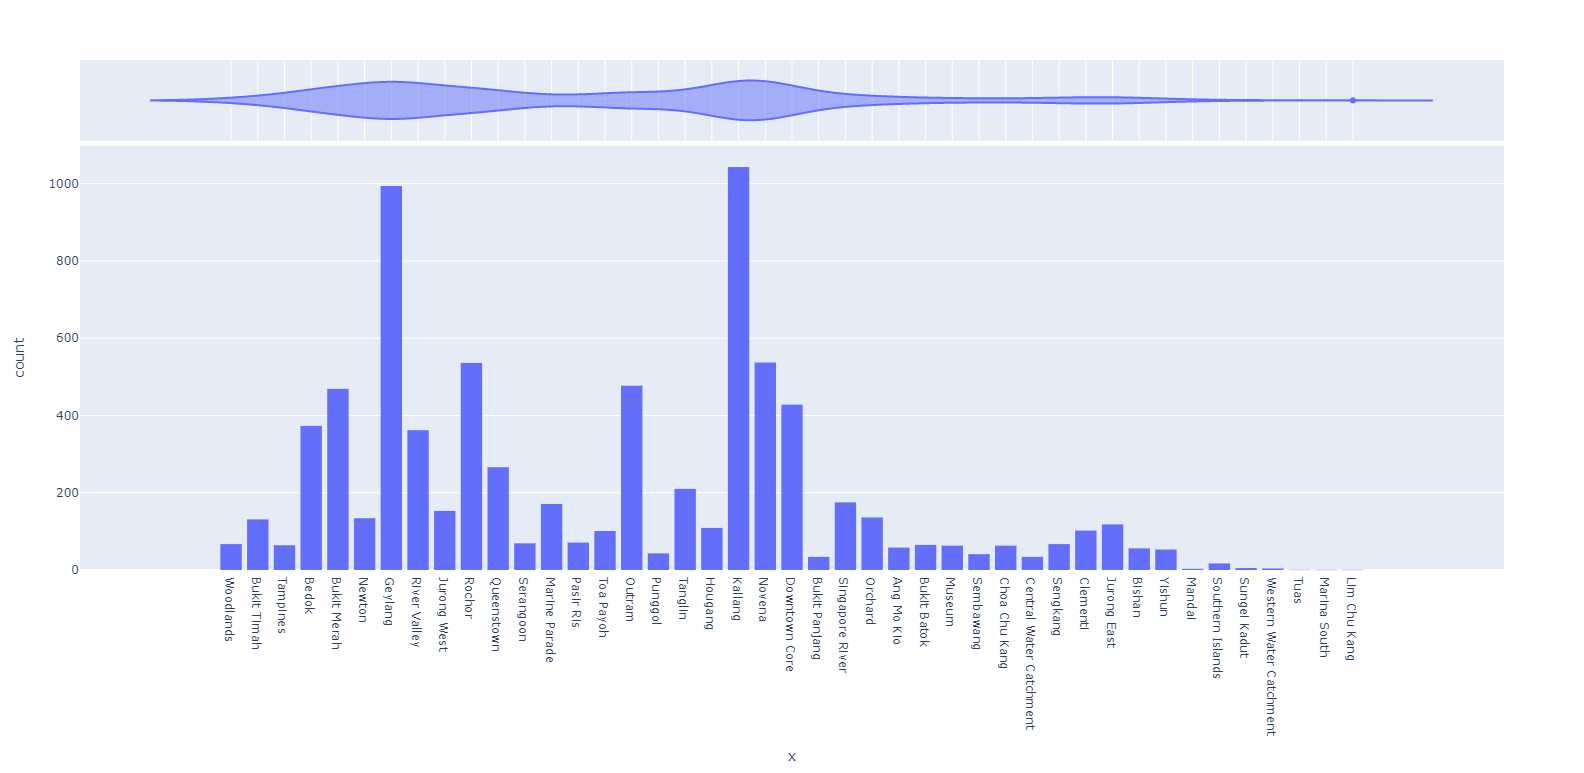 1000
800
600
400
200
0
count
Woodlands
Bukit Timah
Tampines
Bedok
Bukit Merah
Newton
Geylang
River Valley
Jurong West
Rochor
Queenstown
Serangoon
Marine Parade
Pasir Ris
Toa Payoh
Outram
Punggol
Tanglin
Hougang
Kallang
Novena
Downtown Core
Bukit Panjang
Singapore River
Orchard
Ang Mo Kio
Bukit Batok
Museum
Sembawang
Choa Chu Kang
Central Water Catchment
Sengkang
Clementi
Jurong East
Bishan
Yishun
Mandai
Southern Islands
Sungei Kadut
Western Water Catchment
Tuas
Marina South
Lim Chu Kang
x